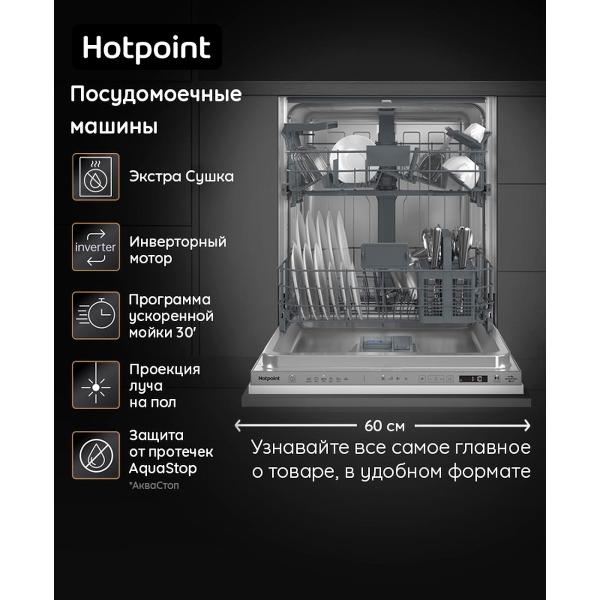 Hotpoint
Посудомоечные
машины
Экстра Сушка
inverter
Инверторный
мотор
Программа
ускоренной
мойки 30'
Проекция
луча
на пол
Защита
от протечек
AquaStop
*АкваСтоп
Hotpoint
60 см
Узнавайте все самое главное
о товаре, в удобном формате